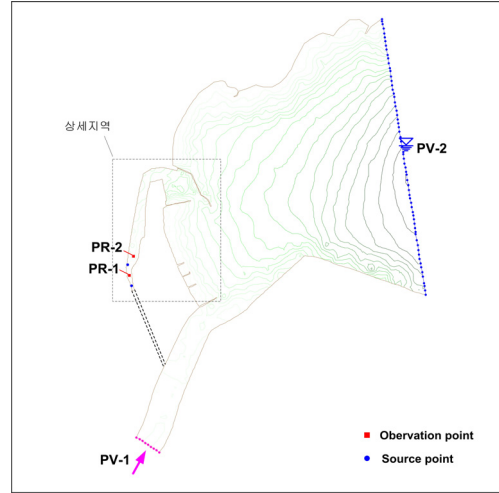 상세지역
PV-2
PR-2
PR-1
PV-1
Obervation point
Source point